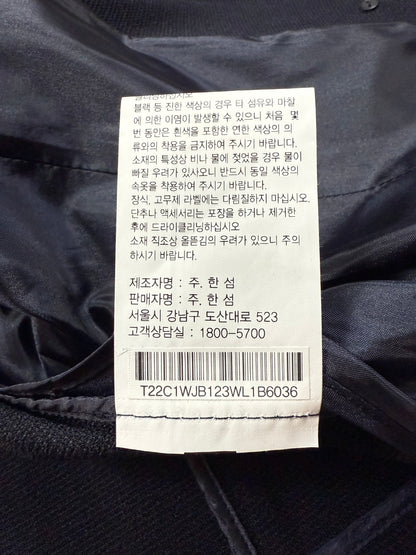 클리닝하십시오
블랙 등 진한 색상의 경우 타 섬유와 마찰
에 의한 이염이 발생할 수 있으니 처음 몇
번 동안은 흰색을 포함한 연한 색상의 의
류와의 착용을 금지하여 주시기 바랍니다.
소재의 특성상 비나 물에 젖었을 경우 물이
빠질 우려가 있사오니 반드시 동일 색상의
속옷을 착용하여 주시기 바랍니다.
장식, 고무제 라벨에는 다림질하지 마십시오.
단추나 액세서리는 포장을 하거나 제거한
후에 드라이클리닝하십시오
소재 직조상 올뜯김의 우려가 있으니 주의
하시기 바랍니다.
제조자명 : 주. 한 섬
판매자명 : 주. 한 섬
서울시 강남구 도산대로 523
고객상담실 : 1800-5700
T22C1WJB123WL1B6036